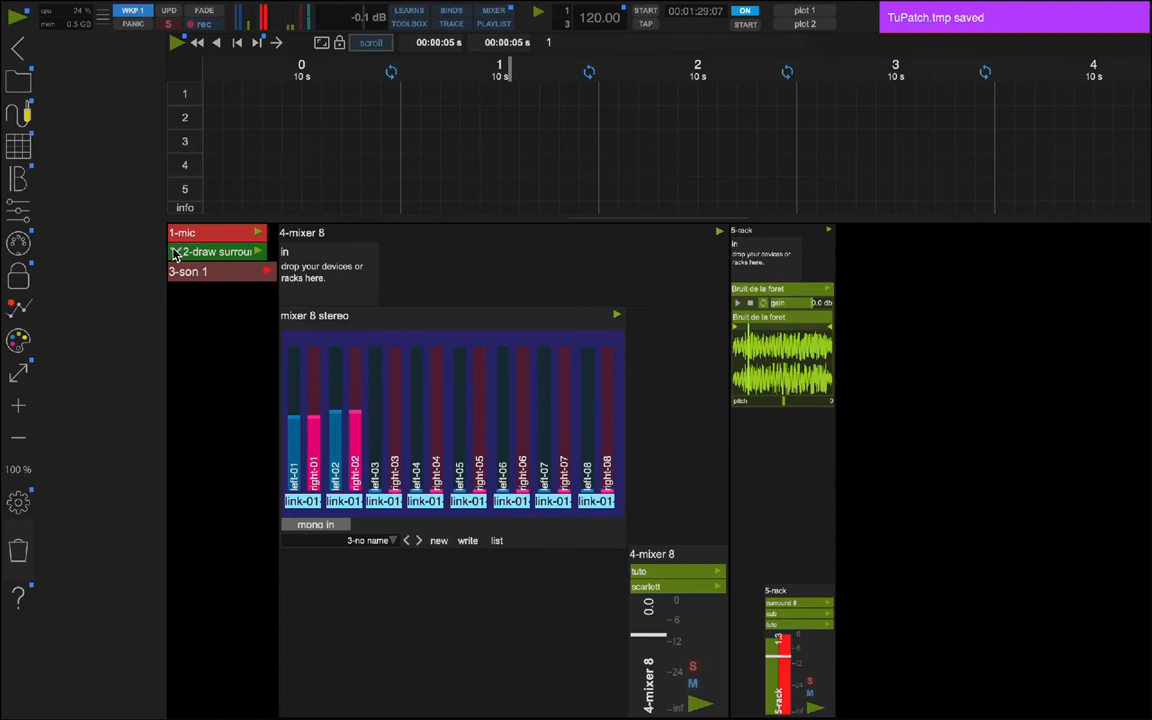 cpu 24 %
mem 0.5 GB
WKP 1
UPD
FADE
PANIC
S
rec
-0.1 dB
LEARNS
BINDS
MIXER
TOOLBOX
TRACE
PLAYLIST
1
3
120.00
START
TAP
00:01:29:07
ON
START
plot 1
plot 2
TuPatch.tmp saved
scroll
00:00:05 s
00:00:05 s
1
0
10 s
1
10 s
2
10 s
3
10 s
4
10 s
1
2
3
4
5
info
1-mic
2-draw surrour
3-son 1
4-mixer 8
in
drop your devices or
racks here.
mixer 8 stereo
left-01
right-01
left-02
right-02
left-03
right-03
left-04
right-04
left-05
right-05
left-06
right-06
left-07
right-07
left-08
right-08
link-01-
link-01-
link-01-
link-01-
link-01-
link-01-
link-01-
link-01-
mono in
3-no name
new
write
list
4-mixer 8
tuto
scarlett
0.0
0
-6
-12
-24
-inf
4-mixer 8
S
M
5-rack
in
drop your devices or
racks here.
Bruit de la foret
gain
0.0 db
Bruit de la foret
pitch
0
5-rack
surround 8
sub
tuto
1.3
0
-6
-12
-24
-inf
5-rack
S
M
100 %
?